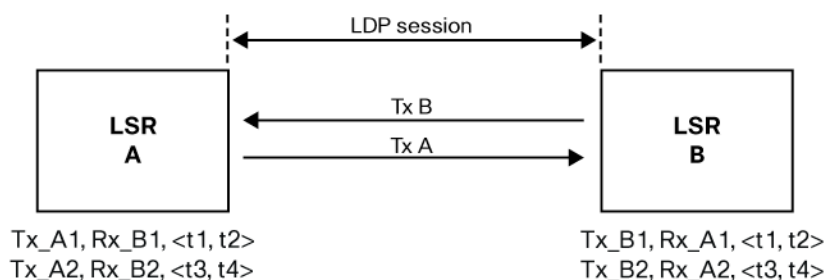 LDP session
LSR
A
Tx B
Tx A
LSR
B
Tx_A1, Rx_B1, <t1, t2>
Tx_A2, Rx_B2, <t3, t4>
Tx_B1, Rx_A1, <t1, t2>
Tx_B2, Rx_A2, <t3, t4>